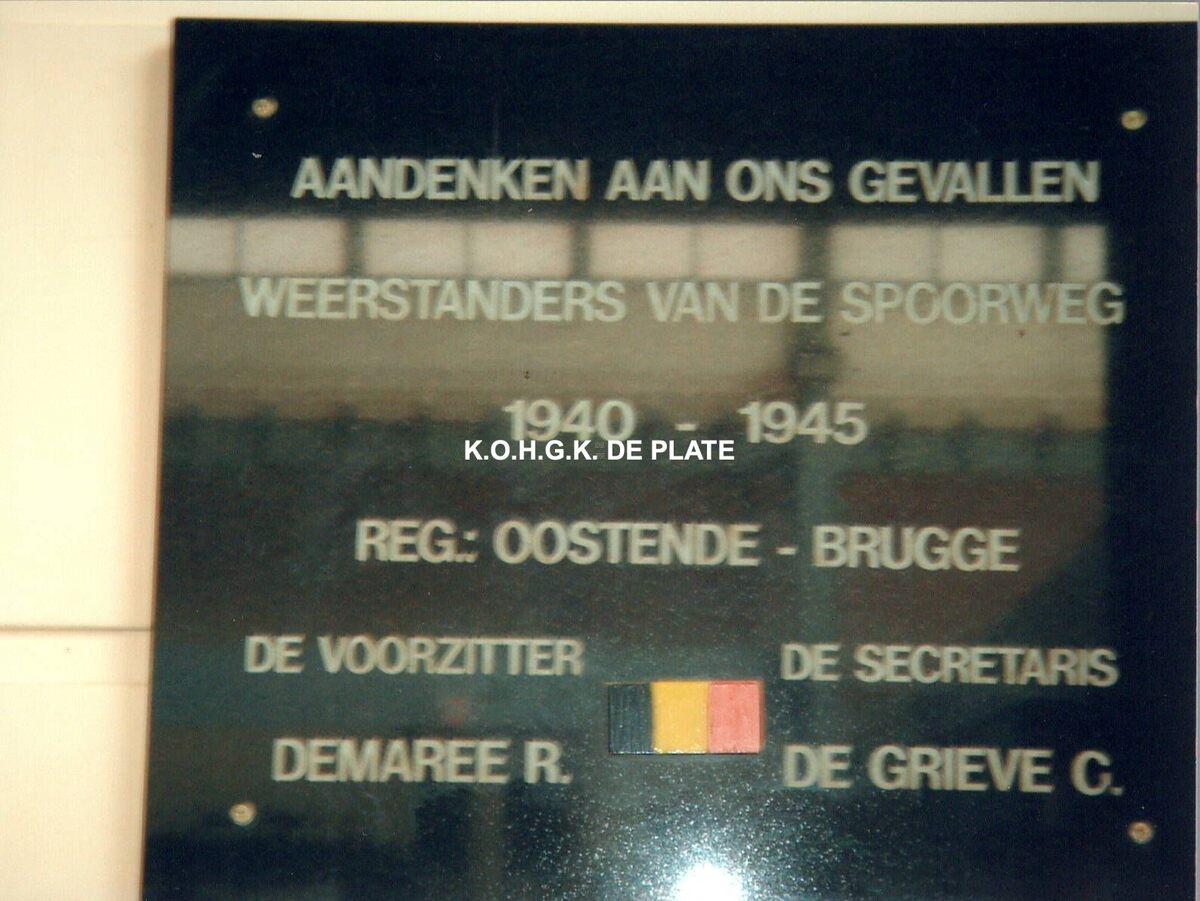 AANDENKEN AAN ONS GEVALLEN
WEERSTANDERS VAN DE SPOORWEG
1940 - 1945
K.O.H.G.K. DE PLATE
REG.: OOSTENDE - BRUGGE
DE VOORZITTER DE SECRETARIS
DEMAREE R. DE GRIEVE C.